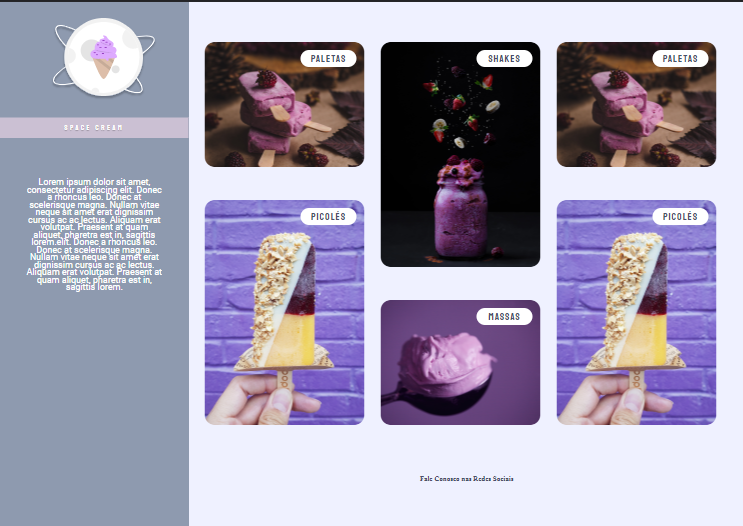 SPACE CREAM
Lorem ipsum dolor sit amet,
consectetur adipiscing elit. Donec
a rhoncus leo. Donec at
scelerisque magna. Nullam vitae
neque sit amet erat dignissim
cursus ac ac lectus. Aliquam erat
volutpat. Praesent at quam
aliquet, pharetra est in, sagittis
lorem.elit. Donec a rhoncus leo.
Donec at scelerisque magna.
Nullam vitae neque sit amet erat
dignissim cursus ac ac lectus.
Aliquam erat volutpat. Praesent at
quam aliquet, pharetra est in,
sagittis lorem.
PALETAS
SHAKES
PALETAS
PICOLÉS
PICOLÉS
MASSAS
Fale Conosco nas Redes Sociais